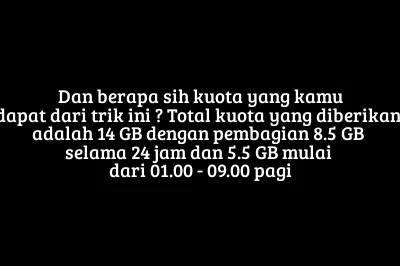 Dan berapa sih kuota yang kamu
dapat dari trik ini ? Total kuota yang diberikan
adalah 14 GB dengan pembagian 8.5 GB
selama 24 jam dan 5.5 GB mulai
dari 01.00 - 09.00 pagi